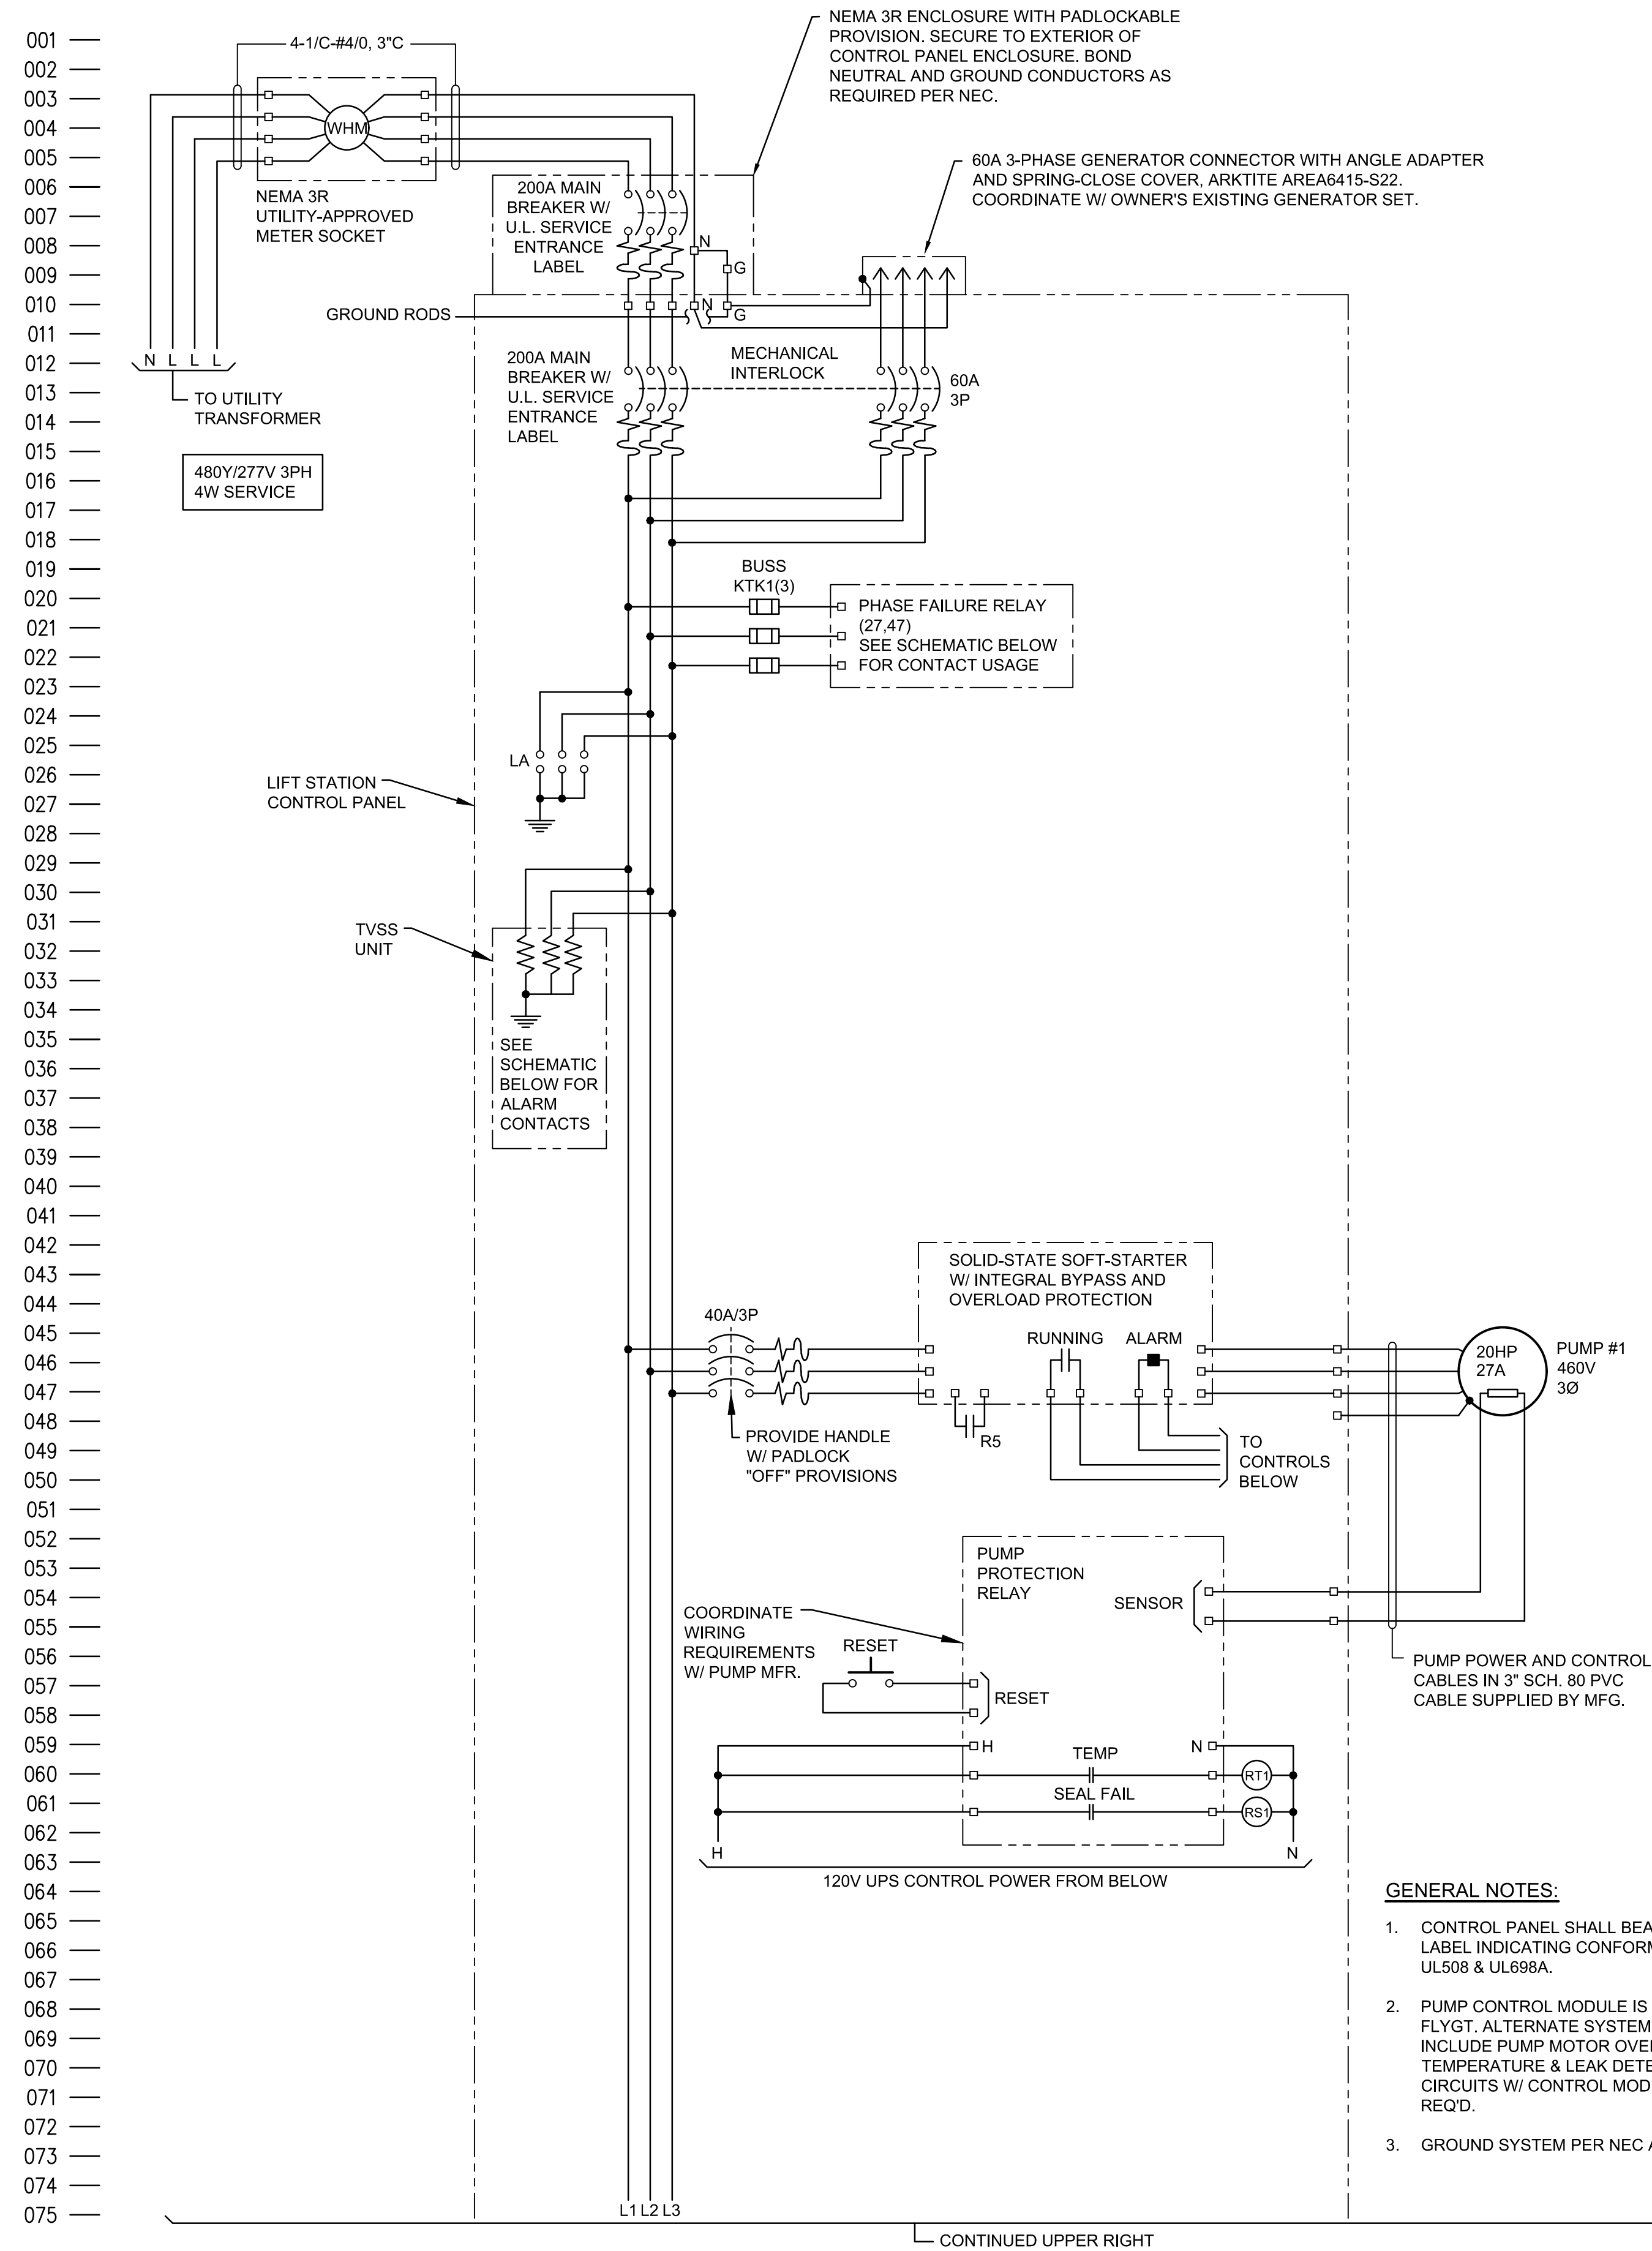 001
002
003
004
005
006
007
008
009
010
011
012
013
014
015
016
017
018
019
020
021
022
023
024
025
026
027
028
029
030
031
032
033
034
035
036
037
038
039
040
041
042
043
044
045
046
047
048
049
050
051
052
053
054
055
056
057
058
059
060
061
062
063
064
065
066
067
068
069
070
071
072
073
074
075
4-1/C-#4/0, 3"C
WHM
NEMA 3R
UTILITY-APPROVED
METER SOCKET
N L L L
TO UTILITY
TRANSFORMER
480Y/277V 3PH
4W SERVICE
NEMA 3R ENCLOSURE WITH PADLOCKABLE
PROVISION. SECURE TO EXTERIOR OF
CONTROL PANEL ENCLOSURE. BOND
NEUTRAL AND GROUND CONDUCTORS AS
REQUIRED PER NEC.
60A 3-PHASE GENERATOR CONNECTOR WITH ANGLE ADAPTER
AND SPRING-CLOSE COVER, ARKTITE AREA6415-S22.
COORDINATE W/ OWNER'S EXISTING GENERATOR SET.
200A MAIN
BREAKER W/
U.L. SERVICE
ENTRANCE
LABEL
N
G
N
G
GROUND RODS
200A MAIN
BREAKER W/
U.L. SERVICE
ENTRANCE
LABEL
MECHANICAL
INTERLOCK
60A
3P
BUSS
KTK1(3)
PHASE FAILURE RELAY
(27,47)
SEE SCHEMATIC BELOW
FOR CONTACT USAGE
LA
LIFT STATION
CONTROL PANEL
TVSS
UNIT
SEE
SCHEMATIC
BELOW FOR
ALARM
CONTACTS
SOLID-STATE SOFT-STARTER
W/ INTEGRAL BYPASS AND
OVERLOAD PROTECTION
40A/3P
RUNNING
ALARM
R5
PROVIDE HANDLE
W/ PADLOCK
"OFF" PROVISIONS
TO
CONTROLS
BELOW
20HP
27A
PUMP #1
460V
3Ø
PUMP
PROTECTION
RELAY
SENSOR
COORDINATE
WIRING
REQUIREMENTS
W/ PUMP MFR.
RESET
RESET
PUMP POWER AND CONTROL
CABLES IN 3" SCH. 80 PVC
CABLE SUPPLIED BY MFG.
H
N
TEMP
RT1
SEAL FAIL
RS1
H
N
120V UPS CONTROL POWER FROM BELOW
GENERAL NOTES:
1. CONTROL PANEL SHALL BEA
LABEL INDICATING CONFORM
UL508 & UL698A.
2. PUMP CONTROL MODULE IS
FLYGT. ALTERNATE SYSTEM
INCLUDE PUMP MOTOR OVE
TEMPERATURE & LEAK DETE
CIRCUITS W/ CONTROL MOD
REQ'D.
3. GROUND SYSTEM PER NEC
L1 L2 L3
CONTINUED UPPER RIGHT